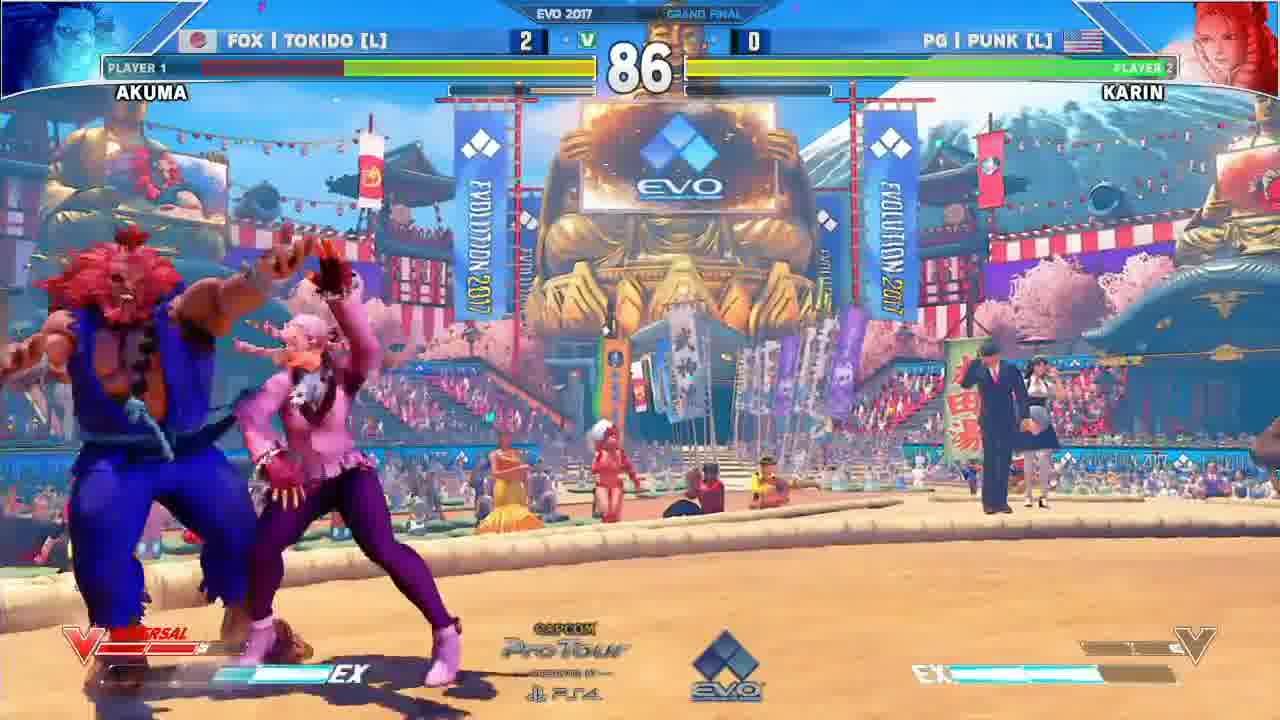 EVO 2017 GRAND FINAL
FOX | TOKIDO [L] 2 V 86 0 PG | PUNK [L]
PLAYER 1 PLAYER 2
AKUMA KARIN
EVO
EVOLUTION 2017 EVOLUTION 2017
EX EX
CAPCOM
Pro Tour
PS4
EVO